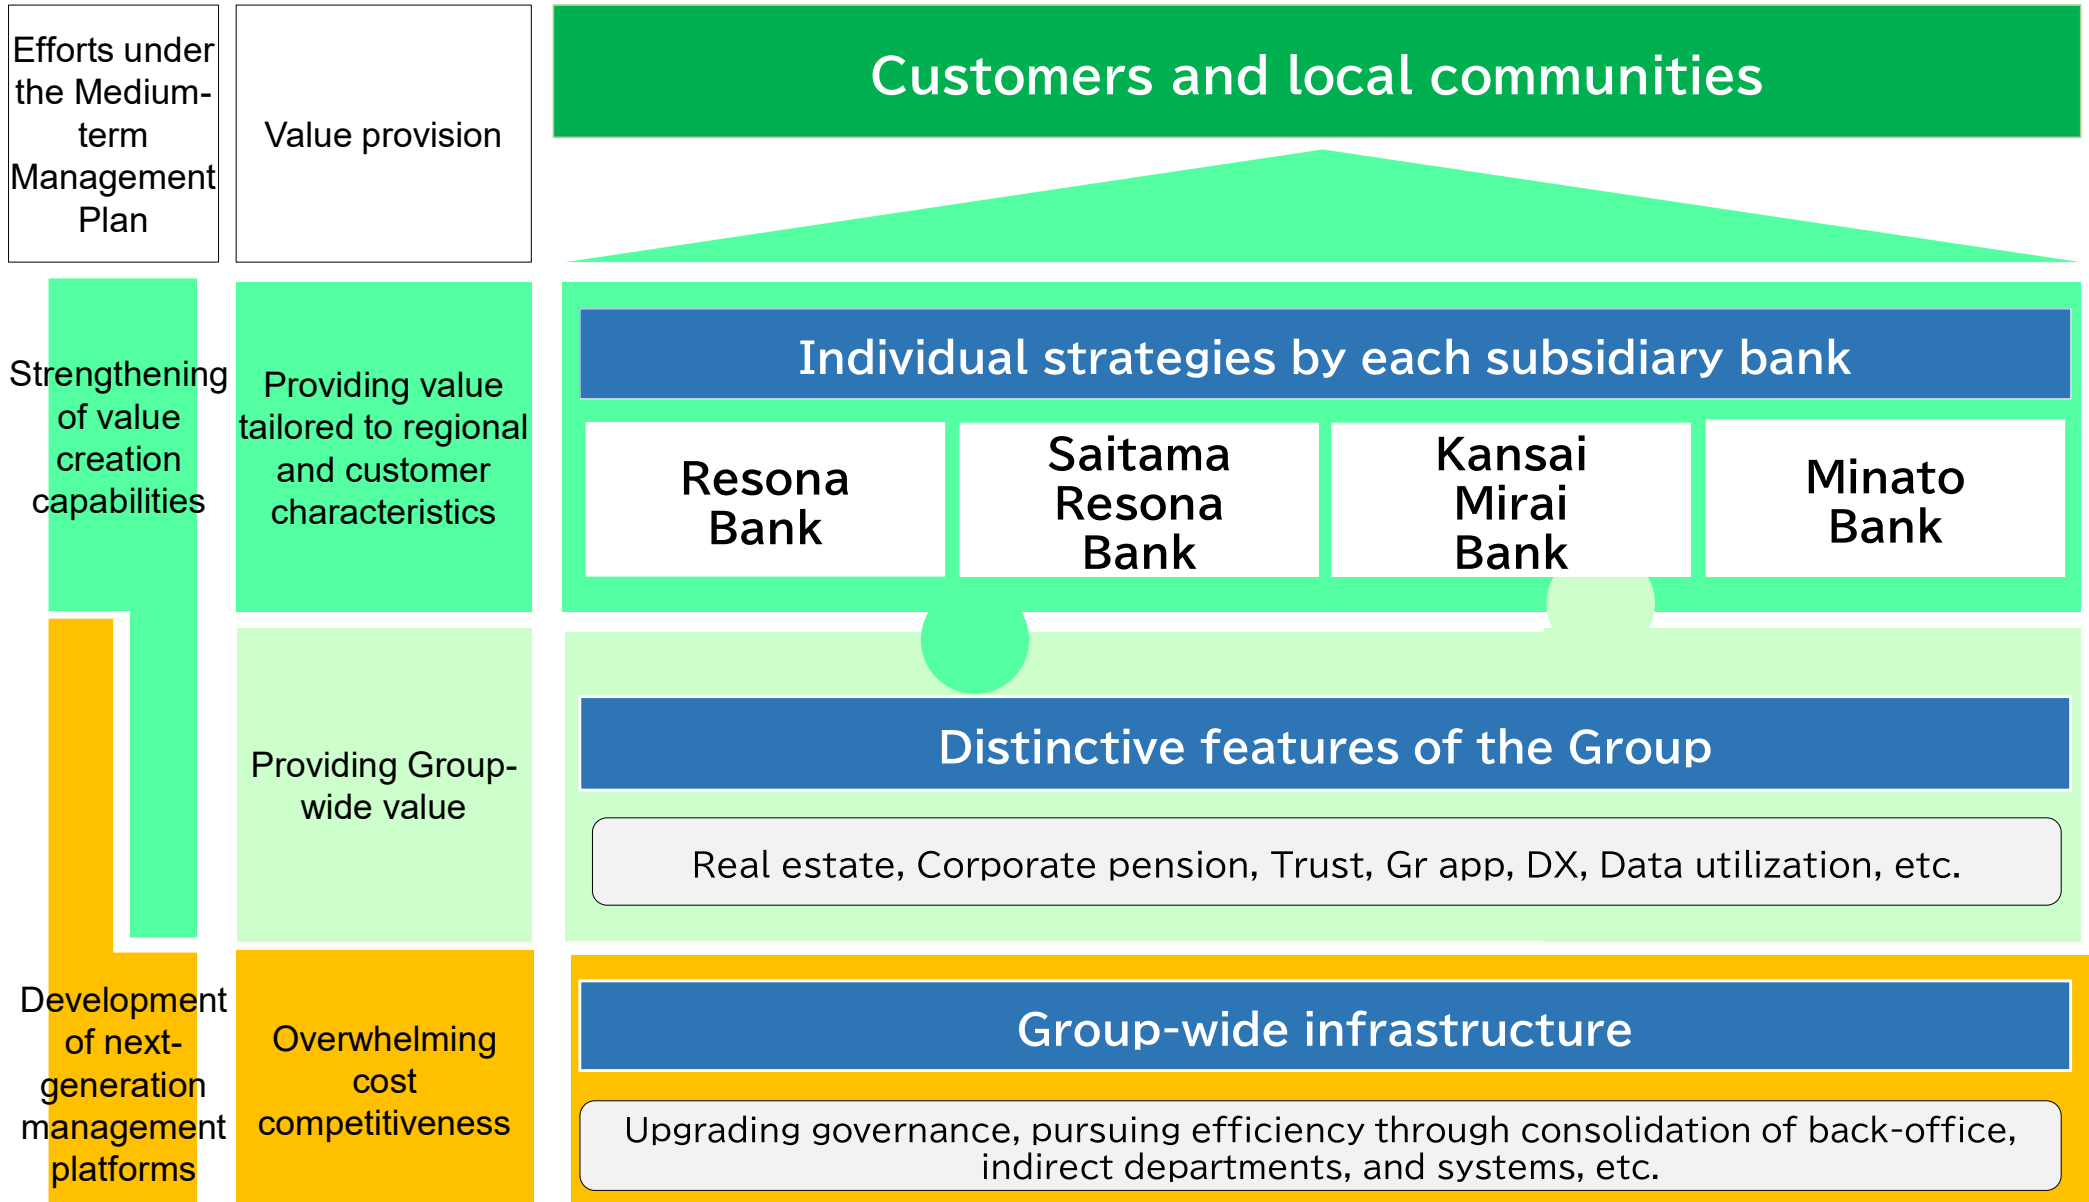 Efforts under
the Medium-
term
Management
Plan
Value provision
Customers and local communities
Strengthening
of value
creation
capabilities
Providing value
tailored to regional
and customer
characteristics
Individual strategies by each subsidiary bank
Resona
Bank
Saitama
Resona
Bank
Kansai
Mirai
Bank
Minato
Bank
Providing Group-
wide value
Distinctive features of the Group
Real estate, Corporate pension, Trust, Gr app, DX, Data utilization, etc.
Development
of next-
generation
management
platforms
Overwhelming
cost
competitiveness
Group-wide infrastructure
Upgrading governance, pursuing efficiency through consolidation of back-office,
indirect departments, and systems, etc.